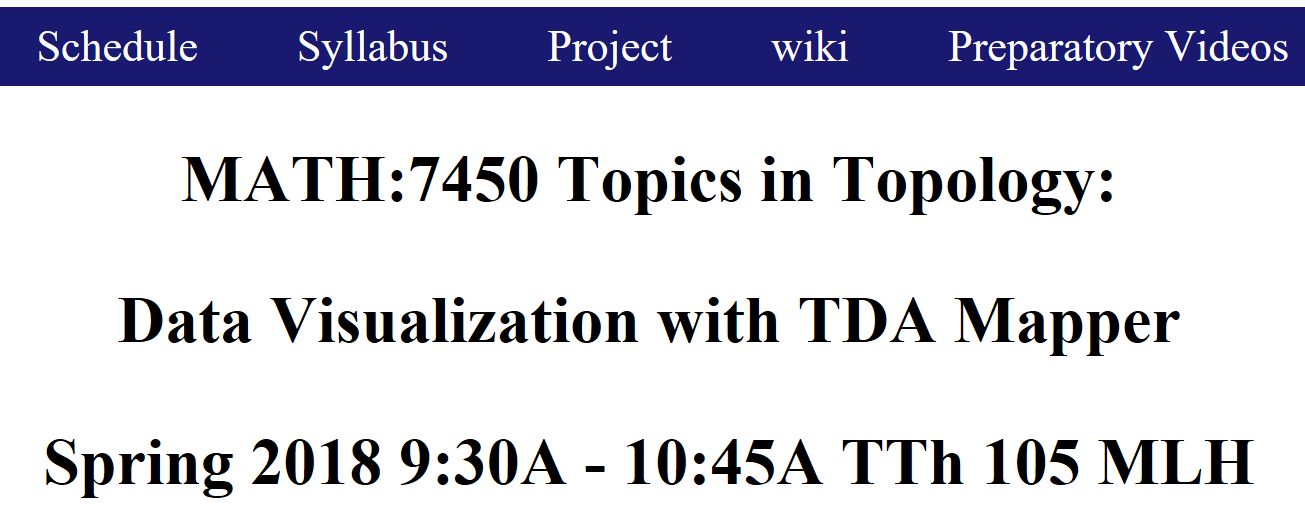 Schedule Syllabus Project wiki Preparatory Videos
MATH:7450 Topics in Topology:
Data Visualization with TDA Mapper
Spring 2018 9:30A - 10:45A TTh 105 MLH